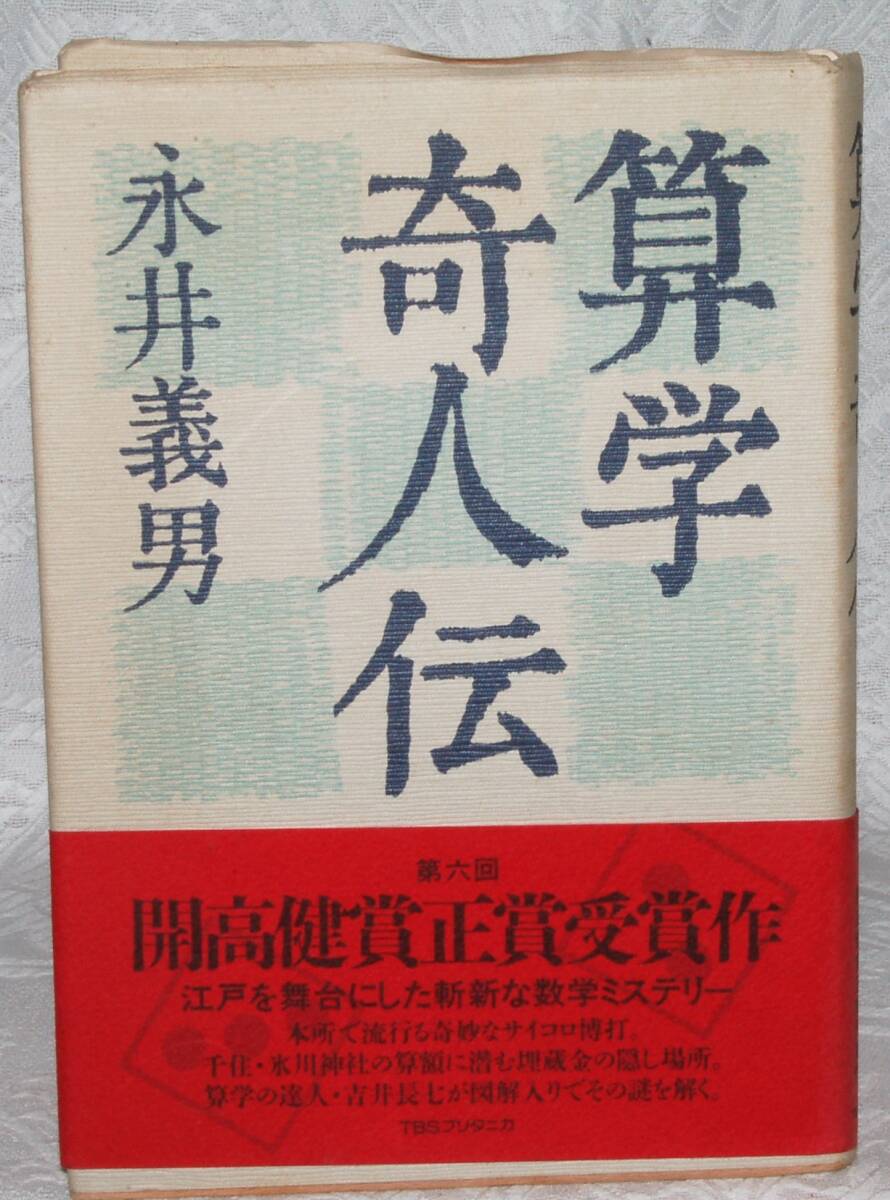 算学
奇人伝
永井義男
第六回
開高健賞正賞受賞作
江戸を舞台にした斬新な数学ミステリー
本所で流行る奇妙なサイコロ博打。
千住・氷川神社の算額に潜む埋蔵金の隠し場所。
算学の達人・吉井長七が図解入りでその謎を解く。
TBSブリタニカ